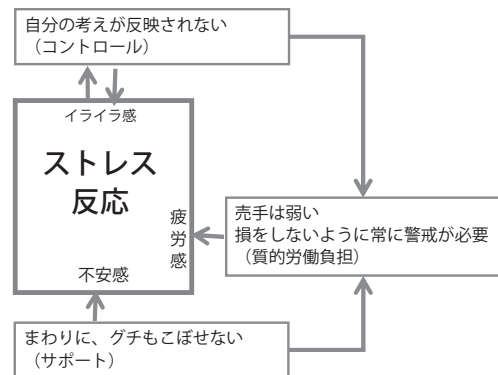 自分の考えが反映されない
（コントロール）
イライラ感
ストレス
反応
疲労感
不安感
売手は弱い
損をしないように常に警戒が必要
（質的労働負担）
まわりに、グチもこぼせない
（サポート）